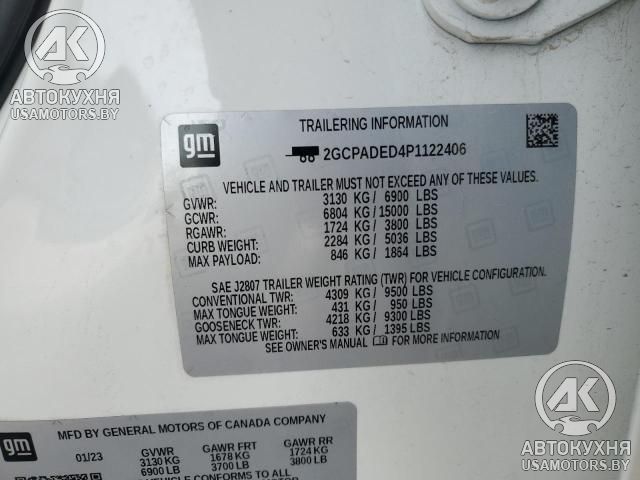 AK
АВТОКУХНЯ
USAMOTORS.BY
gm
TRAILERING INFORMATION
2GCPADED4P1122406
VEHICLE AND TRAILER MUST NOT EXCEED ANY OF THESE VALUES.
GVWR: 3130 KG / 6900 LBS
GCWR: 6804 KG / 15000 LBS
RGAWR: 1724 KG / 3800 LBS
CURB WEIGHT: 2284 KG / 5036 LBS
MAX PAYLOAD: 846 KG / 1864 LBS
SAE J2807 TRAILER WEIGHT RATING (TWR) FOR VEHICLE CONFIGURATION.
CONVENTIONAL TWR: 4309 KG / 9500 LBS
MAX TONGUE WEIGHT: 431 KG / 950 LBS
GOOSENECK TWR: 4218 KG / 9300 LBS
MAX TONGUE WEIGHT: 633 KG / 1395 LBS
SEE OWNER'S MANUAL FOR MORE INFORMATION
AK
АВТОКУХНЯ
USAMOTORS.BY
gm
MFD BY GENERAL MOTORS OF CANADA COMPANY
01/23 GVWR GAWR FRT GAWR RR
3130 KG 1678 KG 1724 KG
6900 LB 3700 LB 3800 LB
VEHICLE CONFORMS TO ALL
MOTOR